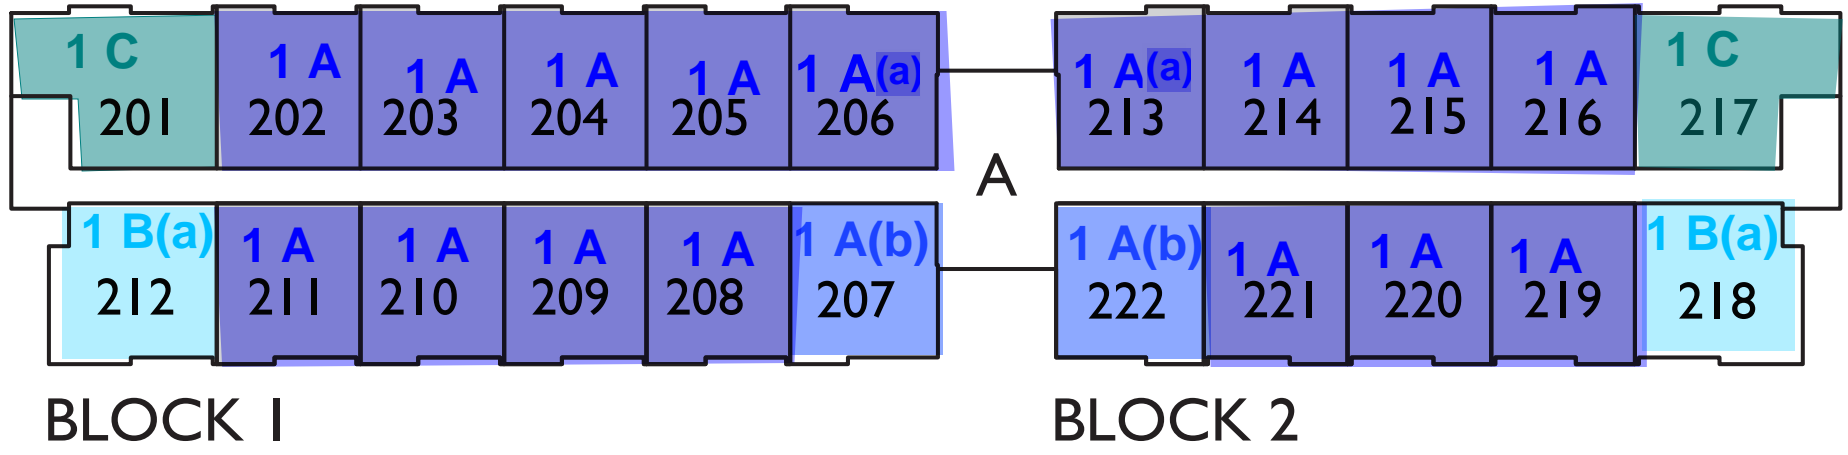 1 C 1 A 1 A 1 A 1 A 1 A(a) 1 A(a) 1 A 1 A 1 A 1 C
201 202 203 204 205 206 213 214 215 216 217
A
1 B(a) 1 A 1 A 1 A 1 A 1 A(b) 1 A(b) 1 A 1 A 1 A 1 B(a)
212 211 210 209 208 207 222 221 220 219 218
BLOCK 1 BLOCK 2